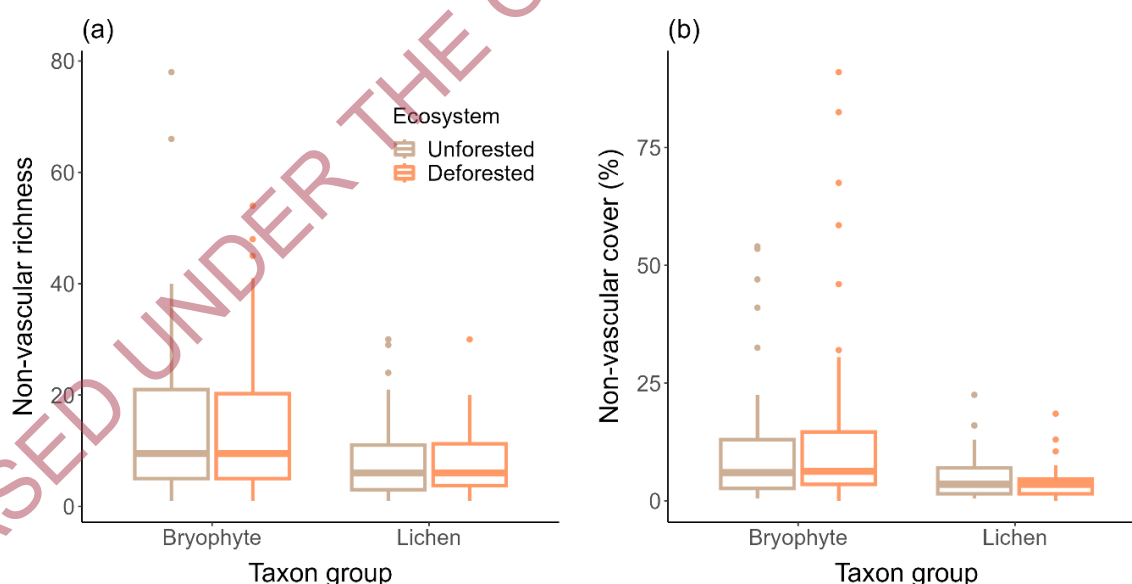 (a)
80
60
40
20
0
Non-vascular richness
Ecosystem
Unforested
Deforested
Bryophyte
Lichen
Taxon group
(b)
75
50
25
0
Non-vascular cover (%)
Bryophyte
Lichen
Taxon group
UNDER THE